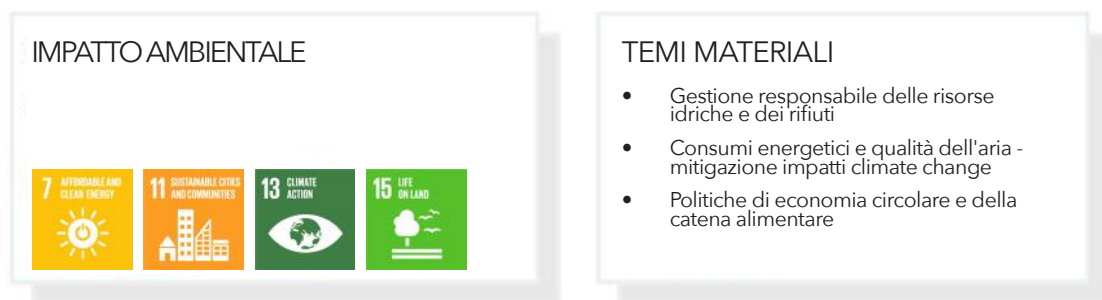 IMPATTO AMBIENTALE
7 AFFORDABLE AND
CLEAN ENERGY
11 SUSTAINABLE CITIES
AND COMMUNITIES
13 CLIMATE
ACTION
15 LIFE
ON LAND
TEMI MATERIALI
• Gestione responsabile delle risorse
idriche e dei rifiuti
• Consumi energetici e qualità dell'aria -
mitigazione impatti climate change
• Politiche di economia circolare e della
catena alimentare